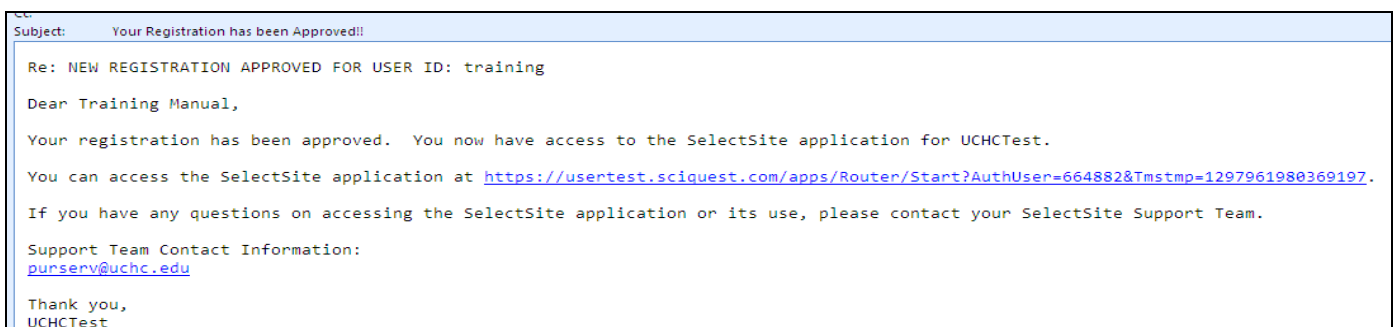 Cc:
Subject: Your Registration has been Approved!!
Re: NEW REGISTRATION APPROVED FOR USER ID: training
Dear Training Manual,
Your registration has been approved. You now have access to the SelectSite application for UCHCTest.
You can access the SelectSite application at https://usertest.sciquest.com/apps/Router/Start?AuthUser=664882&Tmstmp=1297961980369197.
If you have any questions on accessing the SelectSite application or its use, please contact your SelectSite Support Team.
Support Team Contact Information:
purserv@uchc.edu
Thank you,
UCHCTest